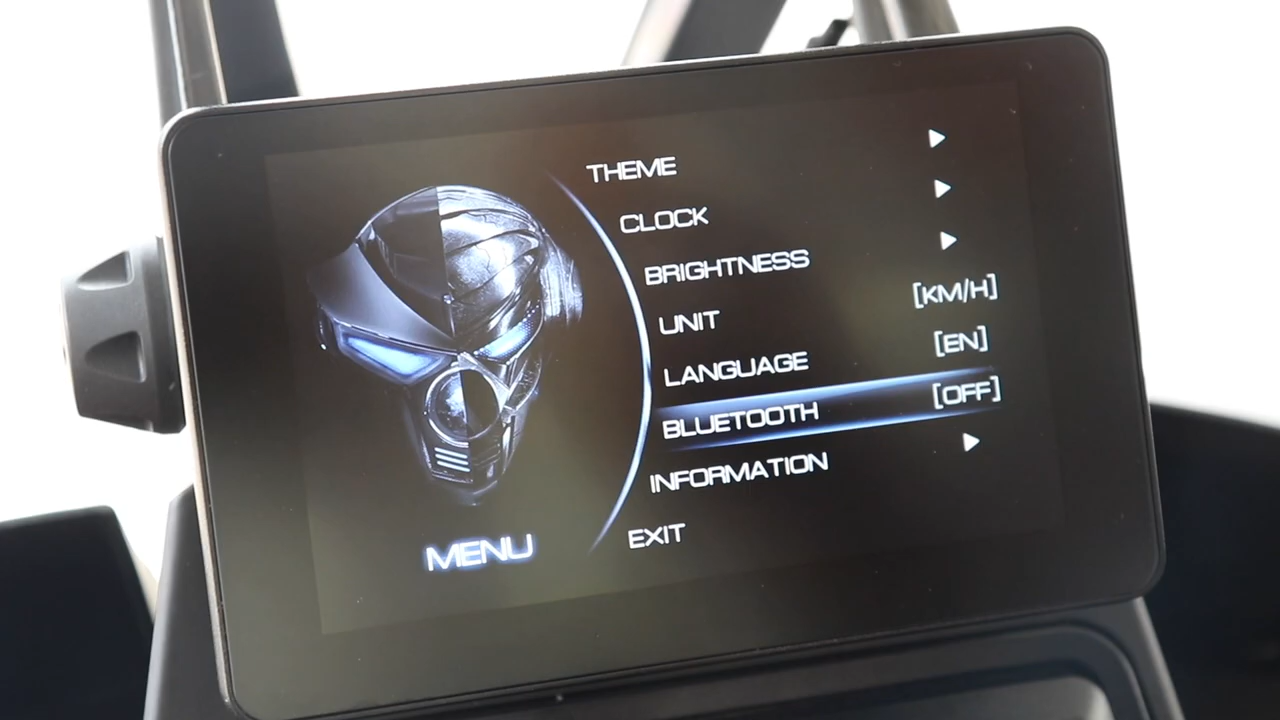 THEME
CLOCK
BRIGHTNESS
UNIT [KM/H]
LANGUAGE [EN]
BLUETOOTH [OFF]
INFORMATION
EXIT
MENU